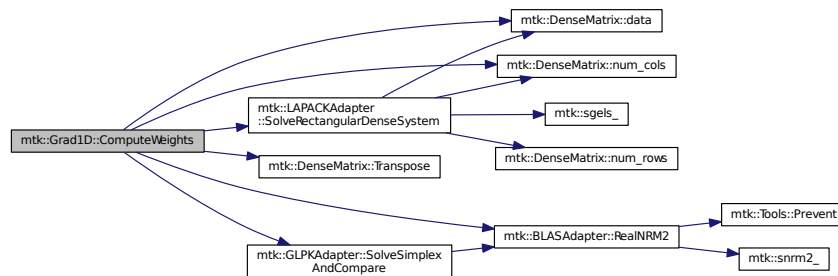 mtk::Grad1D::ComputeWeights
mtk::DenseMatrix::data
mtk::DenseMatrix::num_cols
mtk::LAPACKAdapter
::SolveRectangularDenseSystem
mtk::sgels_
mtk::DenseMatrix::num_rows
mtk::DenseMatrix::Transpose
mtk::BLASAdapter::RealNRM2
mtk::Tools::Prevent
mtk::snrm2_
mtk::GLPKAdapter::SolveSimplex
AndCompare